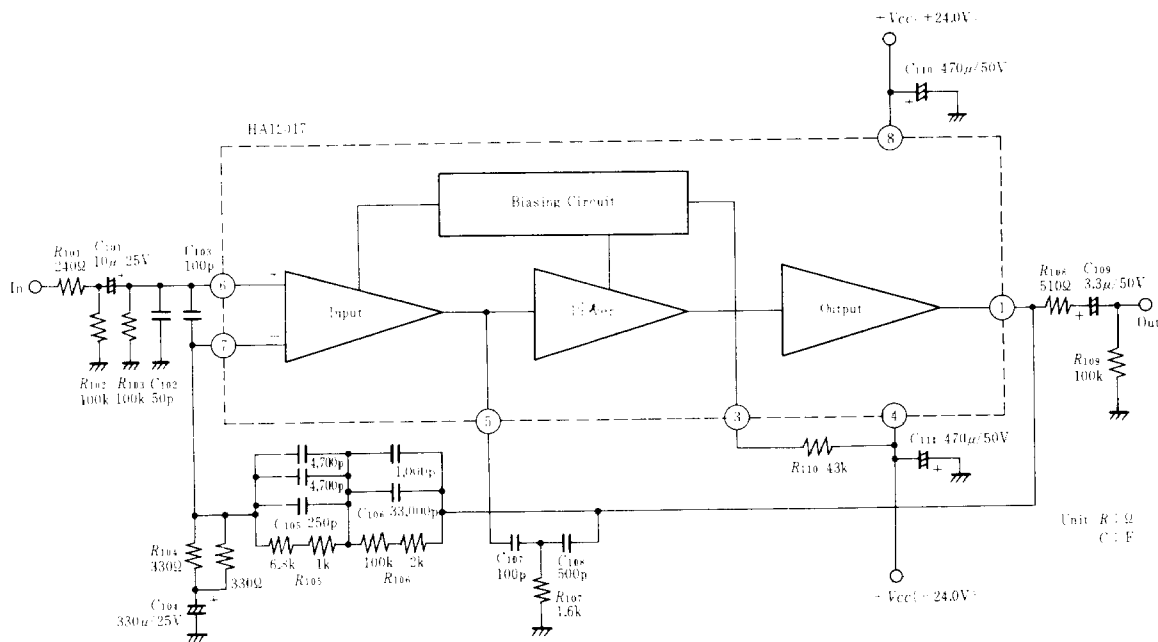 +Vcc(+24.0V)
C110 470μ/50V
8
HA12017
Biasing Circuit
R101
240Ω
C101
10μ 25V
C103
100p
In
6
7
Input
Output
1
R108
510Ω
C109
3.3μ/50V
Out
R109
100k
R102
100k
R103
100k
C102
50p
5
3
4
R110 43k
C111 470μ/50V
4,700p
4,700p
C105 250p
1,000p
C106 33,000p
6.8k
1k
R105
100k
2k
R106
R104
330Ω
330Ω
C104
330μ/25V
C107
100p
C108
500p
R107
1.6k
Unit R : Ω
C : F
-Vcc(-24.0V)